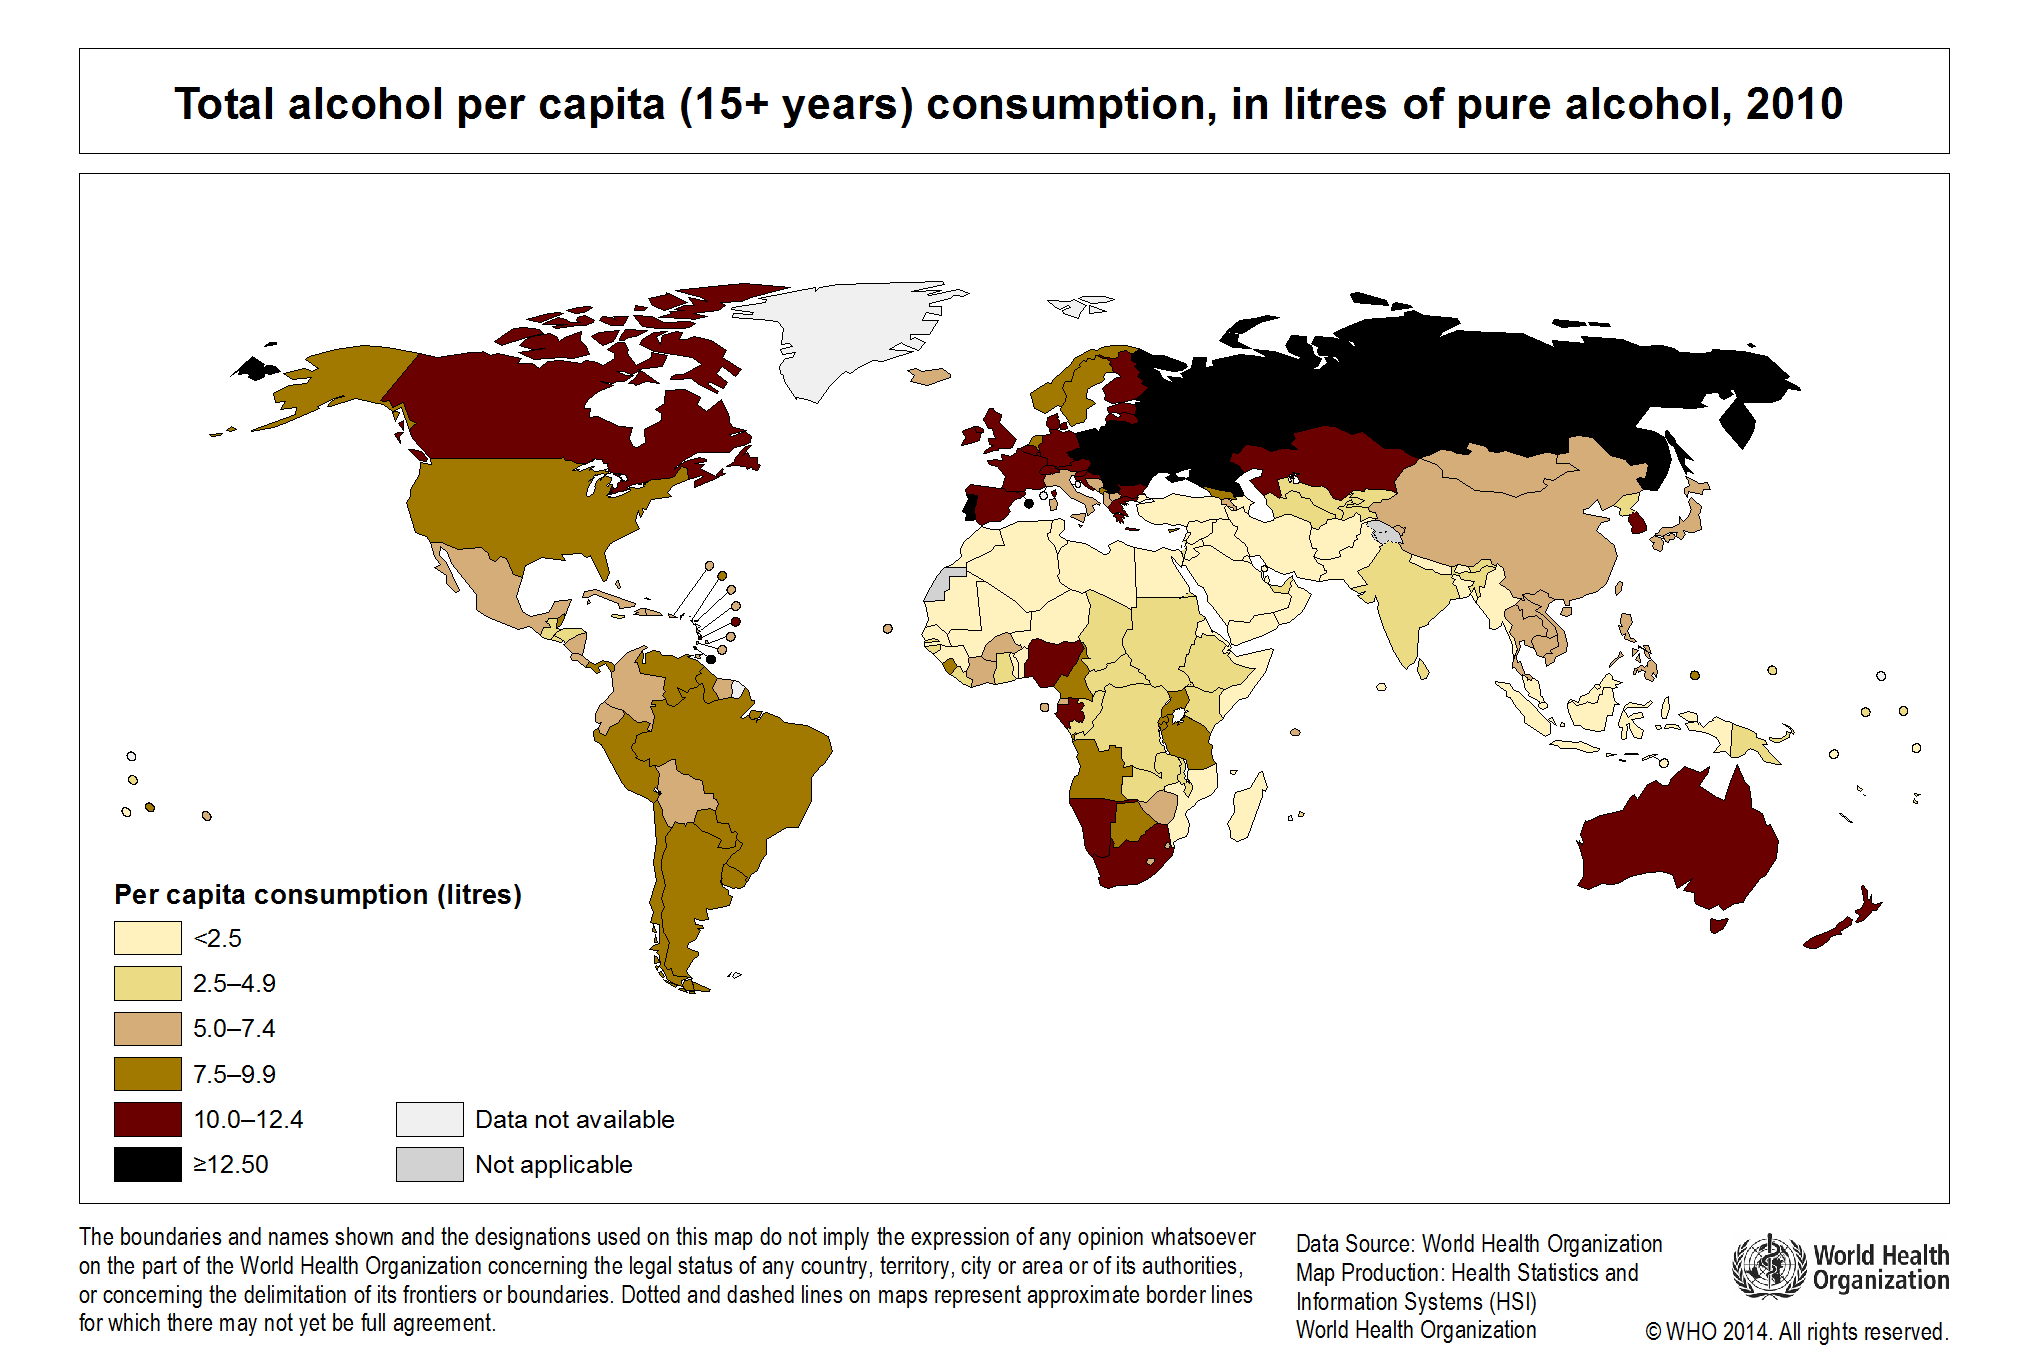 Total alcohol per capita (15+ years) consumption, in litres of pure alcohol, 2010
Per capita consumption (litres)
<2.5
2.5–4.9
5.0–7.4
7.5–9.9
10.0–12.4
≥12.50
Data not available
Not applicable
The boundaries and names shown and the designations used on this map do not imply the expression of any opinion whatsoever
on the part of the World Health Organization concerning the legal status of any country, territory, city or area or of its authorities,
or concerning the delimitation of its frontiers or boundaries. Dotted and dashed lines on maps represent approximate border lines
for which there may not yet be full agreement.
Data Source: World Health Organization
Map Production: Health Statistics and
Information Systems (HSI)
World Health Organization
World Health
Organization
© WHO 2014. All rights reserved.